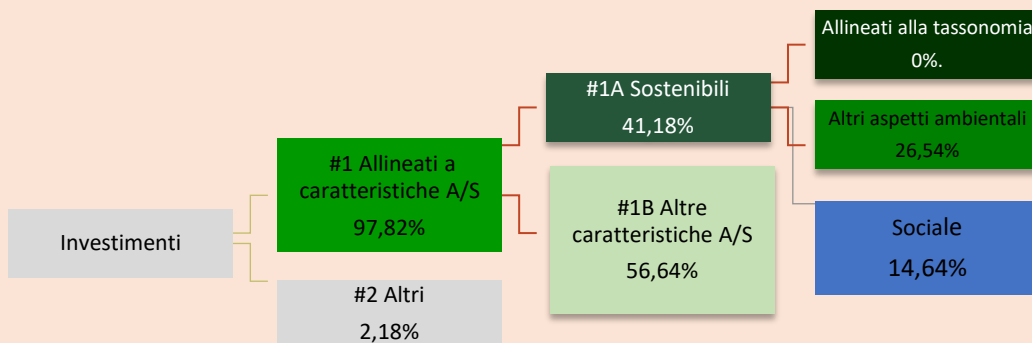 Investimenti
#1 Allineati a
caratteristiche A/S
97,82%
#2 Altri
2,18%
#1A Sostenibili
41,18%
#1B Altre
caratteristiche A/S
56,64%
Allineati alla tassonomia
0%.
Altri aspetti ambientali
26,54%
Sociale
14,64%